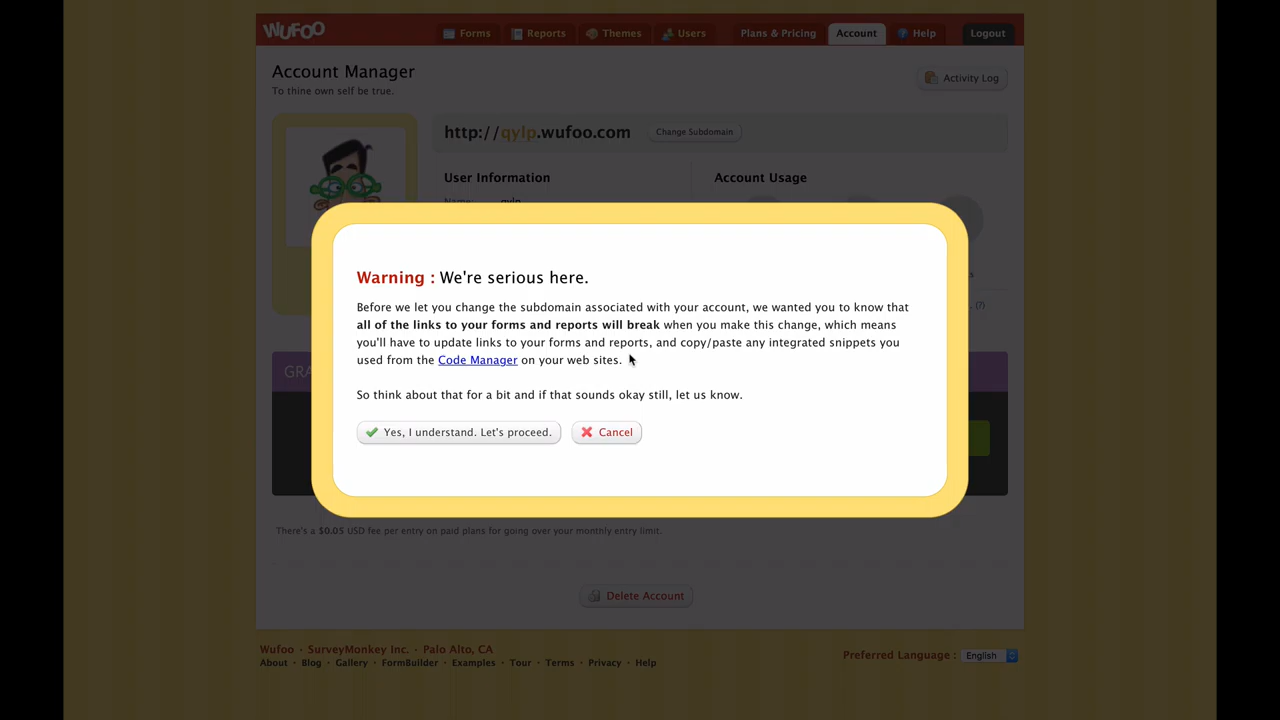 WUFOO
Forms Reports Themes Users Plans & Pricing Account Help Logout
Account Manager
To thine own self be true.
Activity Log
http://qylp.wufoo.com Change Subdomain
User Information Account Usage
Name: qylp
Warning : We're serious here.
Before we let you change the subdomain associated with your account, we wanted you to know that
all of the links to your forms and reports will break when you make this change, which means
you'll have to update links to your forms and reports, and copy/paste any integrated snippets you
used from the Code Manager on your web sites.
So think about that for a bit and if that sounds okay still, let us know.
Yes, I understand. Let's proceed. Cancel
There's a $0.05 USD fee per entry on paid plans for going over your monthly entry limit.
Delete Account
Wufoo · SurveyMonkey Inc. · Palo Alto, CA
About · Blog · Gallery · FormBuilder · Examples · Tour · Terms · Privacy · Help
Preferred Language : English